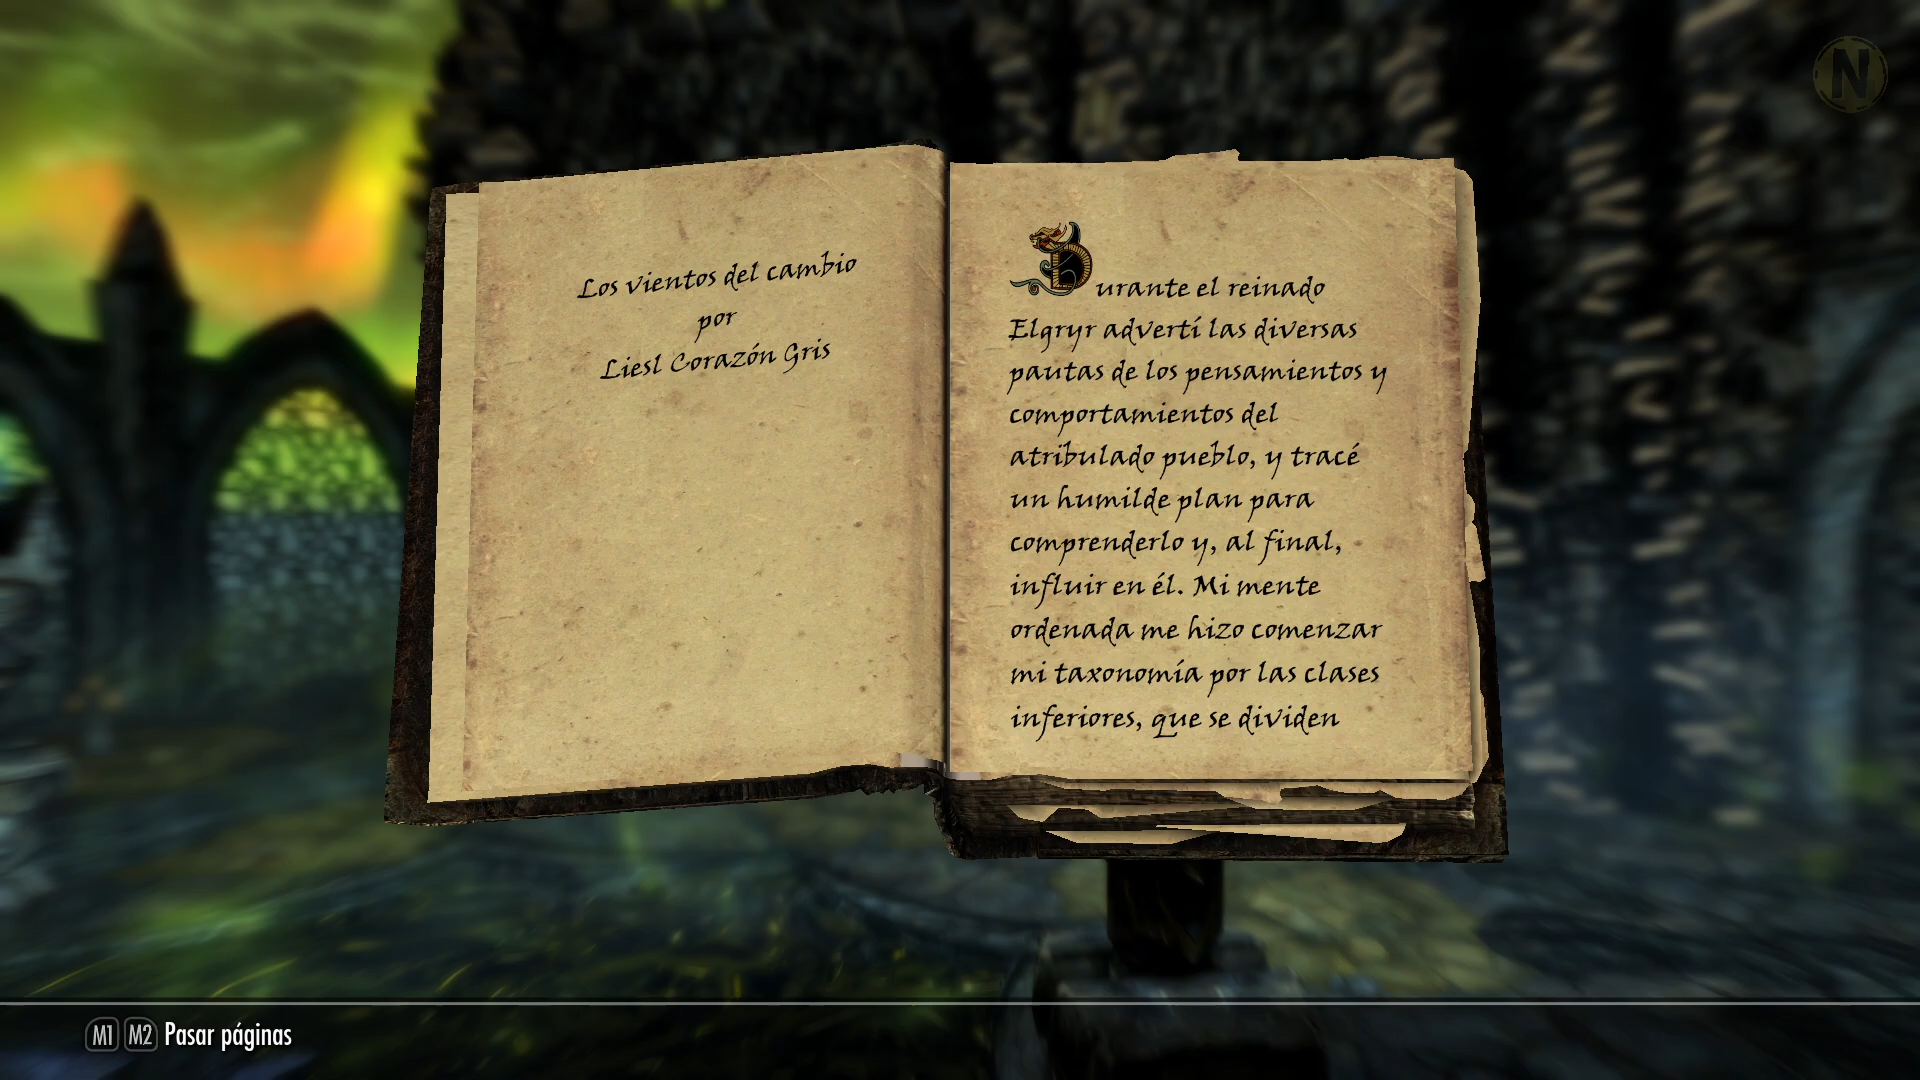 Los vientos del cambio
por
Liesl Corazón Gris
Durante el reinado
Elgryr advertí las diversas
pautas de los pensamientos y
comportamientos del
atribulado pueblo, y tracé
un humilde plan para
comprenderlo y, al final,
influir en él. Mi mente
ordenada me hizo comenzar
mi taxonomía por las clases
inferiores, que se dividen
N
M1 M2 Pasar páginas